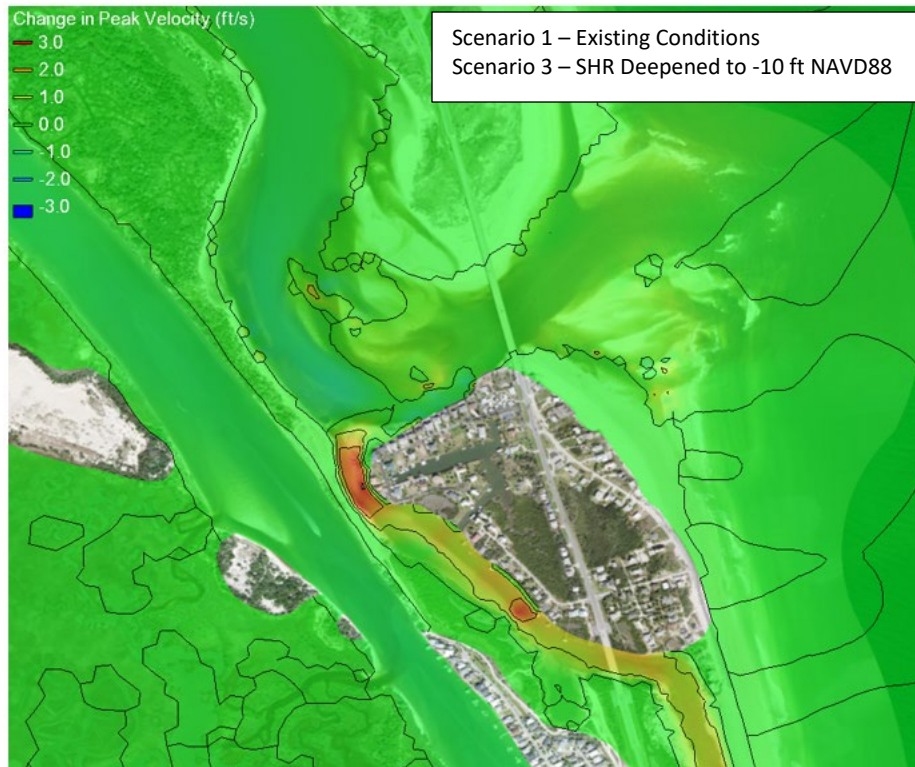 Change in Peak Velocity (ft/s)
3.0
2.0
1.0
0.0
-1.0
-2.0
-3.0
Scenario 1 – Existing Conditions
Scenario 3 – SHR Deepened to -10 ft NAVD88